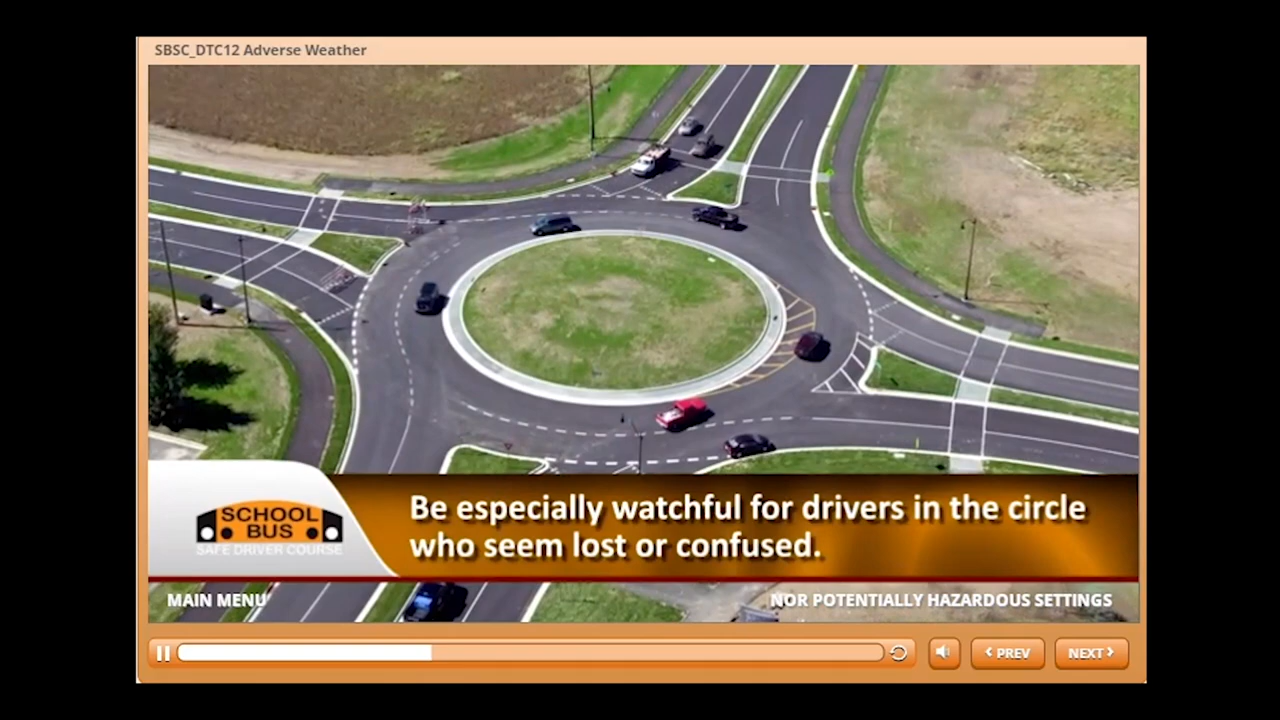 SBSC_DTC12 Adverse Weather
SCHOOL
BUS
SAFE DRIVER COURSE
Be especially watchful for drivers in the circle
who seem lost or confused.
MAIN MENU
NOR POTENTIALLY HAZARDOUS SETTINGS
PREV
NEXT